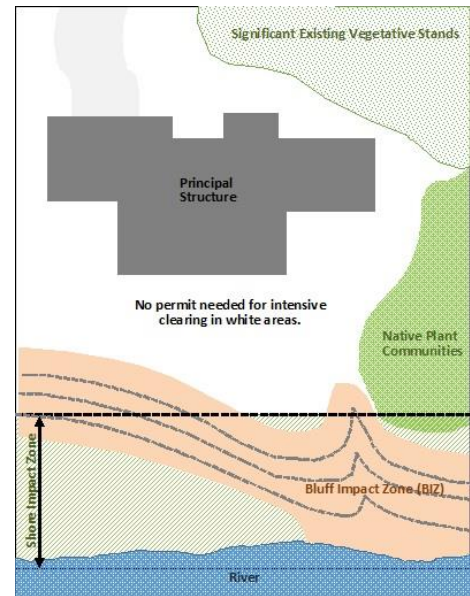 Significant Existing Vegetative Stands
Principal
Structure
No permit needed for intensive
clearing in white areas.
Native Plant
Communities
Shore Impact Zone
Bluff Impact Zone (BIZ)
River